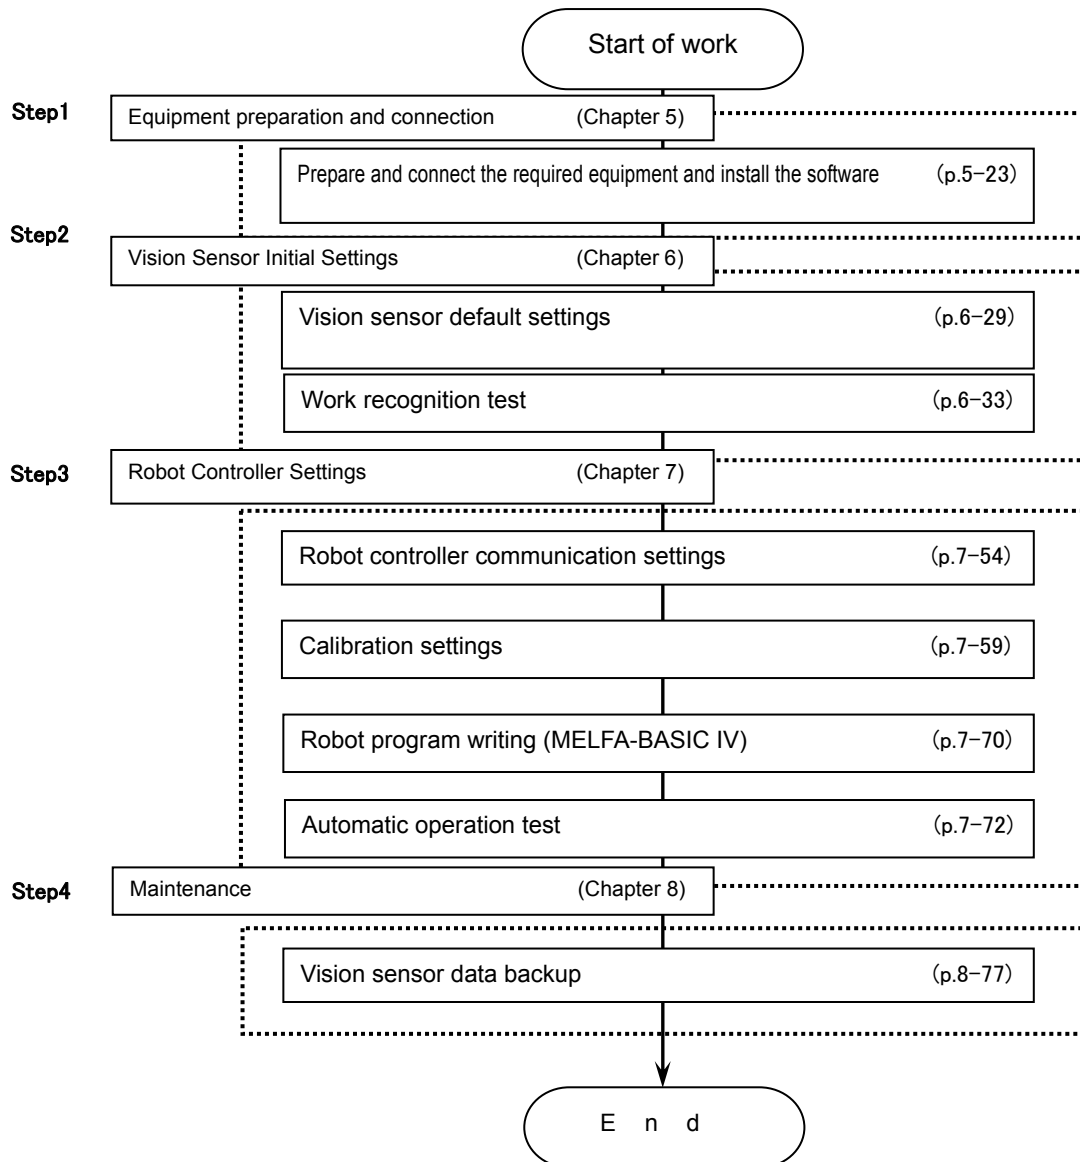 Start of work
Step1
Equipment preparation and connection (Chapter 5)
Prepare and connect the required equipment and install the software (p.5-23)
Step2
Vision Sensor Initial Settings (Chapter 6)
Vision sensor default settings (p.6-29)
Work recognition test (p.6-33)
Step3
Robot Controller Settings (Chapter 7)
Robot controller communication settings (p.7-54)
Calibration settings (p.7-59)
Robot program writing (MELFA-BASIC IV) (p.7-70)
Automatic operation test (p.7-72)
Step4
Maintenance (Chapter 8)
Vision sensor data backup (p.8-77)
E n d